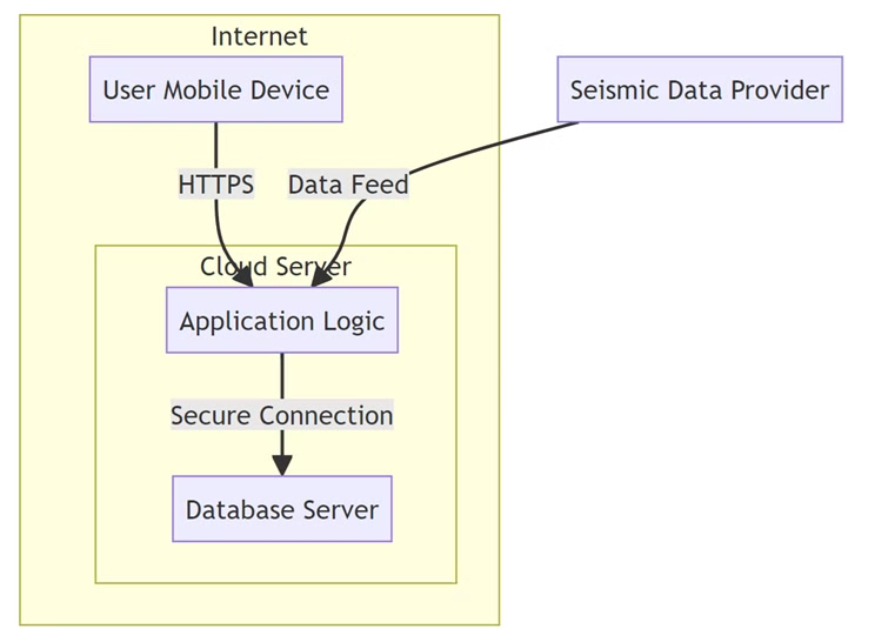 Internet
User Mobile Device
Seismic Data Provider
HTTPS
Data Feed
Cloud Server
Application Logic
Secure Connection
Database Server